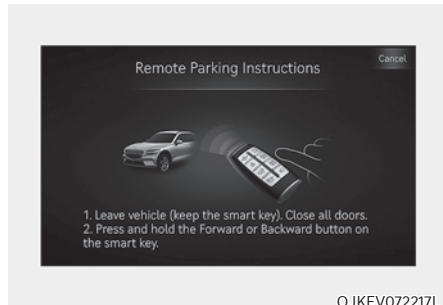 Cancel
Remote Parking Instructions
1. Leave vehicle (keep the smart key). Close all doors.
2. Press and hold the Forward or Backward button on
the smart key.
OJKEV072217L